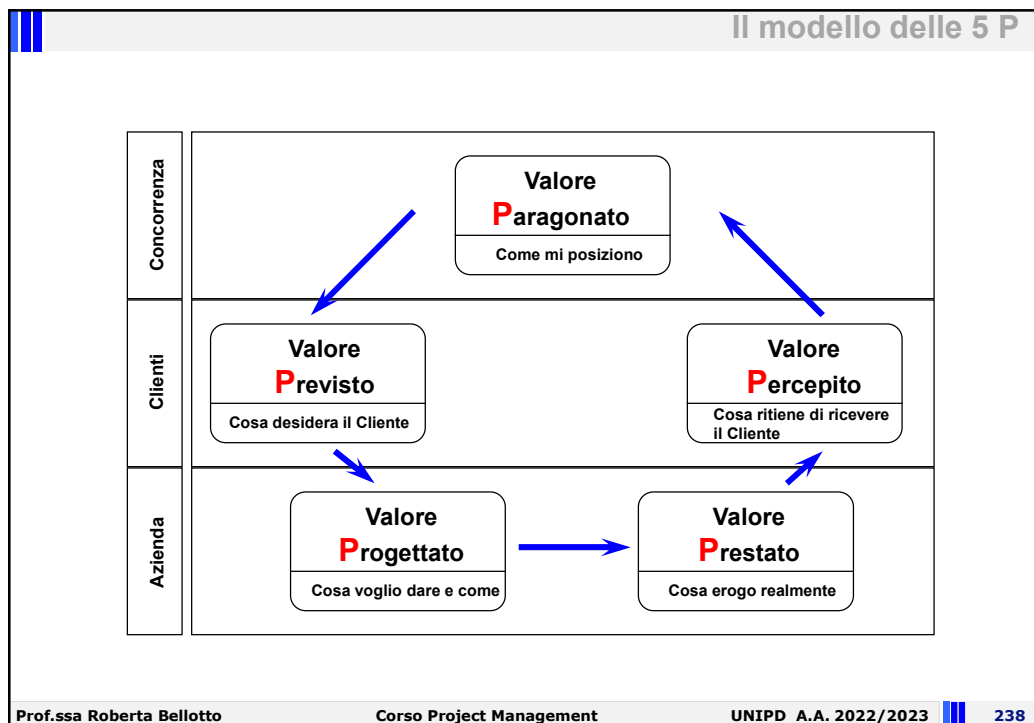 Il modello delle 5 P
Concorrenza
Valore
Paragonato
Come mi posiziono
Clienti
Valore
Previsto
Cosa desidera il Cliente
Valore
Percepito
Cosa ritiene di ricevere
il Cliente
Azienda
Valore
Progettato
Cosa voglio dare e come
Valore
Prestato
Cosa erogo realmente
Prof.ssa Roberta Bellotto Corso Project Management UNIPD A.A. 2022/2023 238